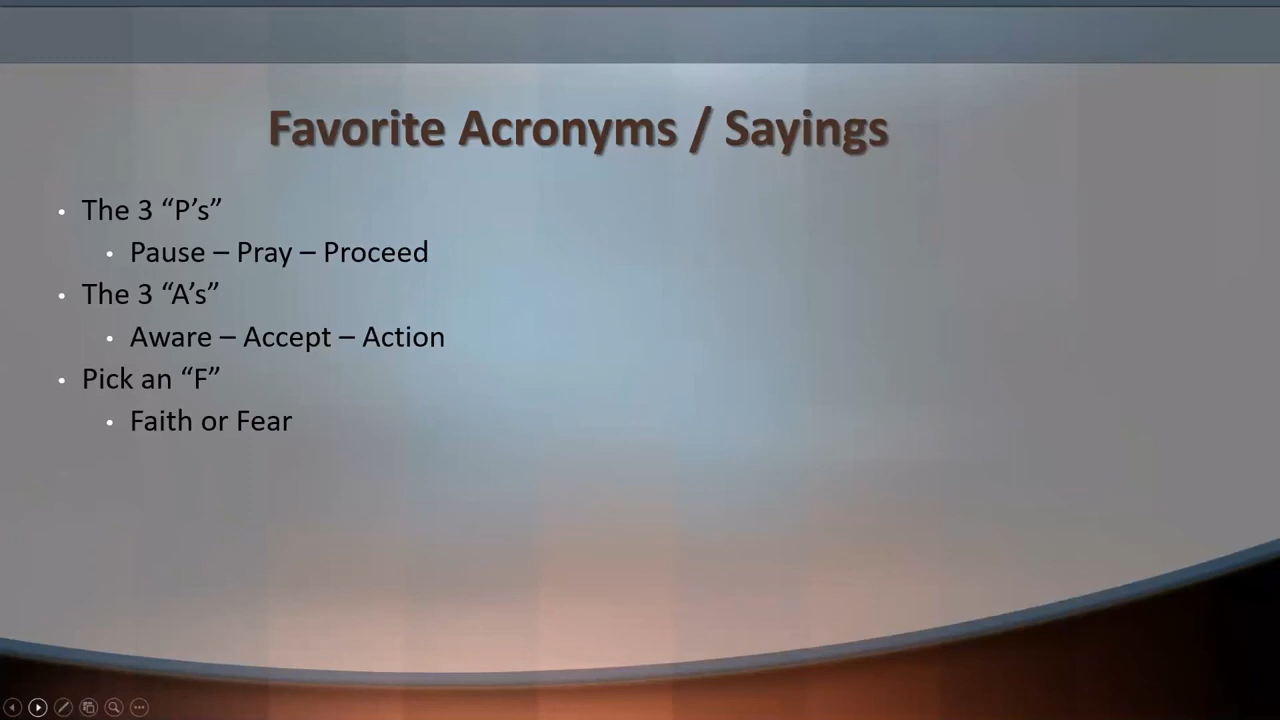 Favorite Acronyms / Sayings
• The 3 “P’s”
• Pause – Pray – Proceed
• The 3 “A’s”
• Aware – Accept – Action
• Pick an “F”
• Faith or Fear